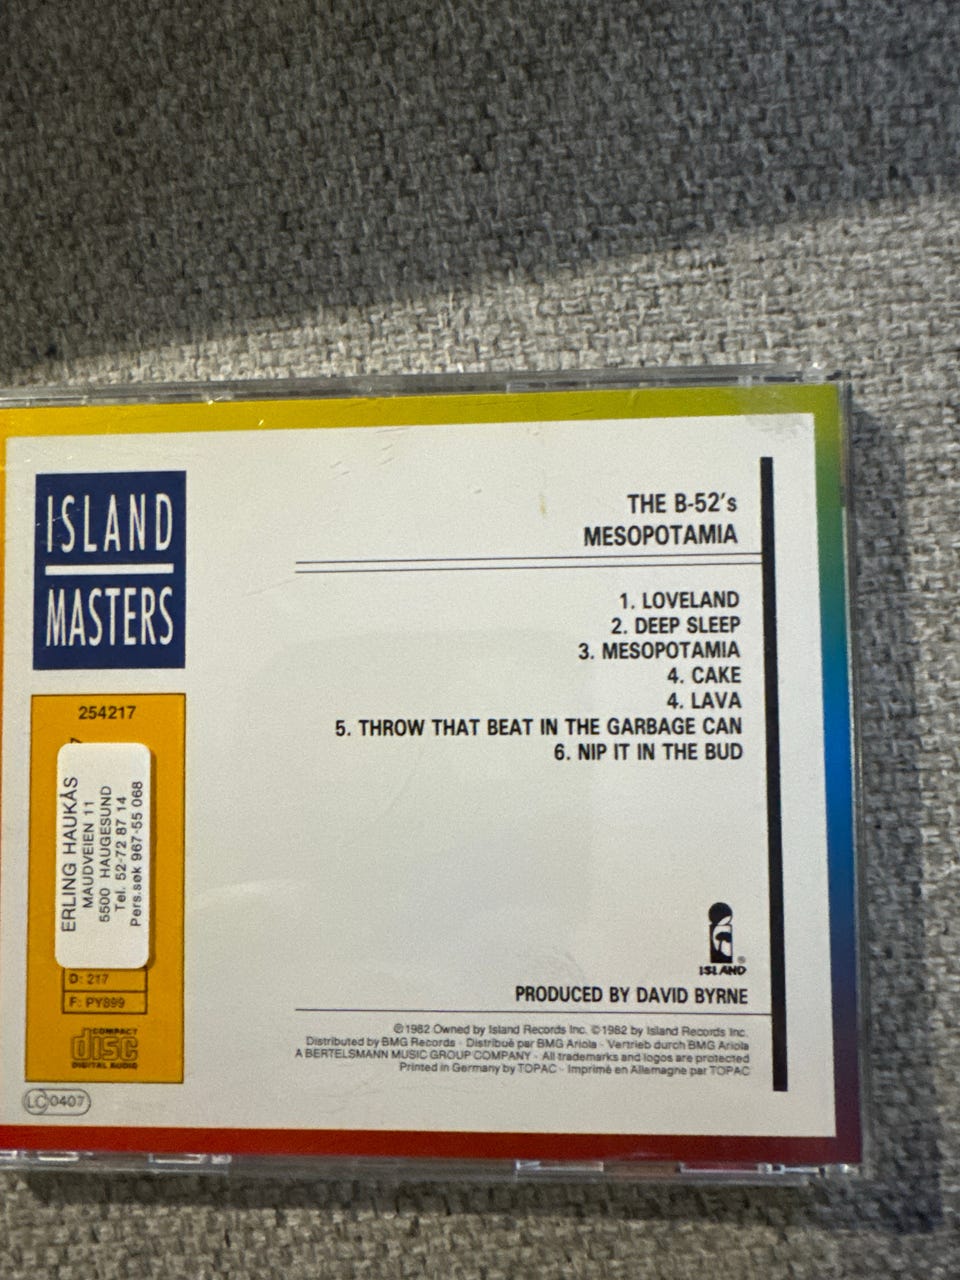 ISLAND
MASTERS
254217
ERLING HAUKÅS
MAUDVEIEN 11
5500 HAUGESUND
Tel. 52-72 87 14
Pers.søk 967-55 068
D: 217
F: PY899
COMPACT
disc
DIGITAL AUDIO
LC 0407
THE B-52's
MESOPOTAMIA
1. LOVELAND
2. DEEP SLEEP
3. MESOPOTAMIA
4. CAKE
4. LAVA
5. THROW THAT BEAT IN THE GARBAGE CAN
6. NIP IT IN THE BUD
ISLAND®
PRODUCED BY DAVID BYRNE
℗1982 Owned by Island Records Inc. ©1982 by Island Records Inc.
Distributed by BMG Records · Distribué par BMG Ariola · Vertrieb durch BMG Ariola
A BERTELSMANN MUSIC GROUP COMPANY · All trademarks and logos are protected
Printed in Germany by TOPAC · Imprimé en Allemagne par TOPAC